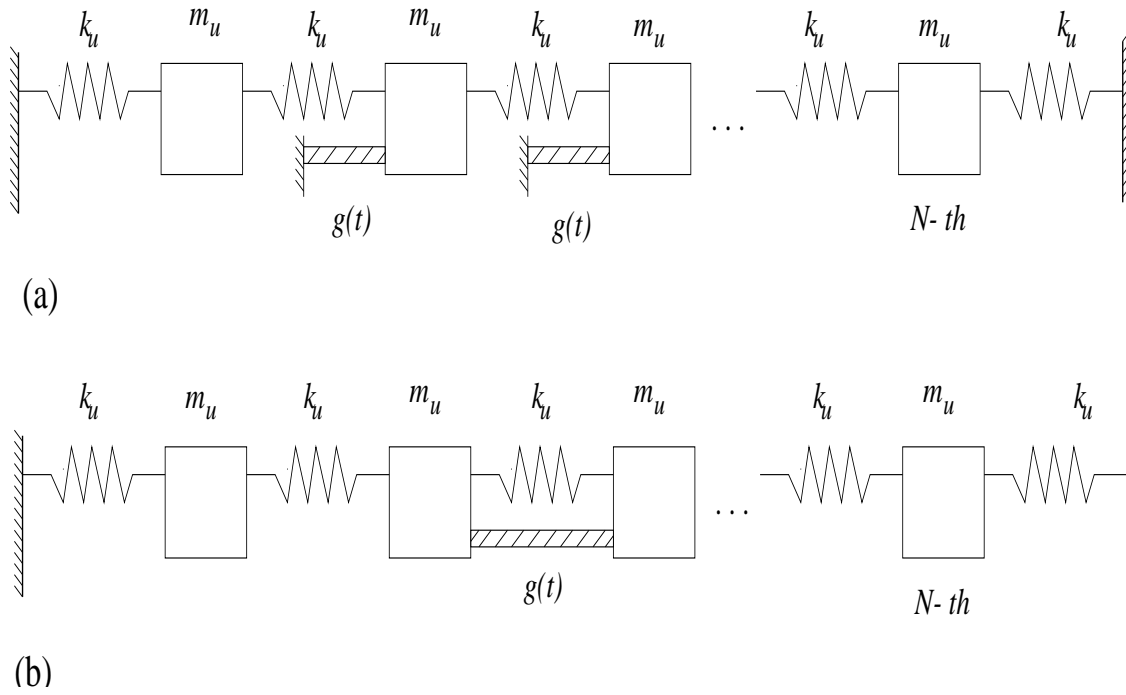 k_u m_u k_u m_u k_u m_u k_u m_u k_u
. . .
g(t) g(t) N- th
(a)
k_u m_u k_u m_u k_u m_u k_u m_u k_u
. . .
g(t) N- th
(b)